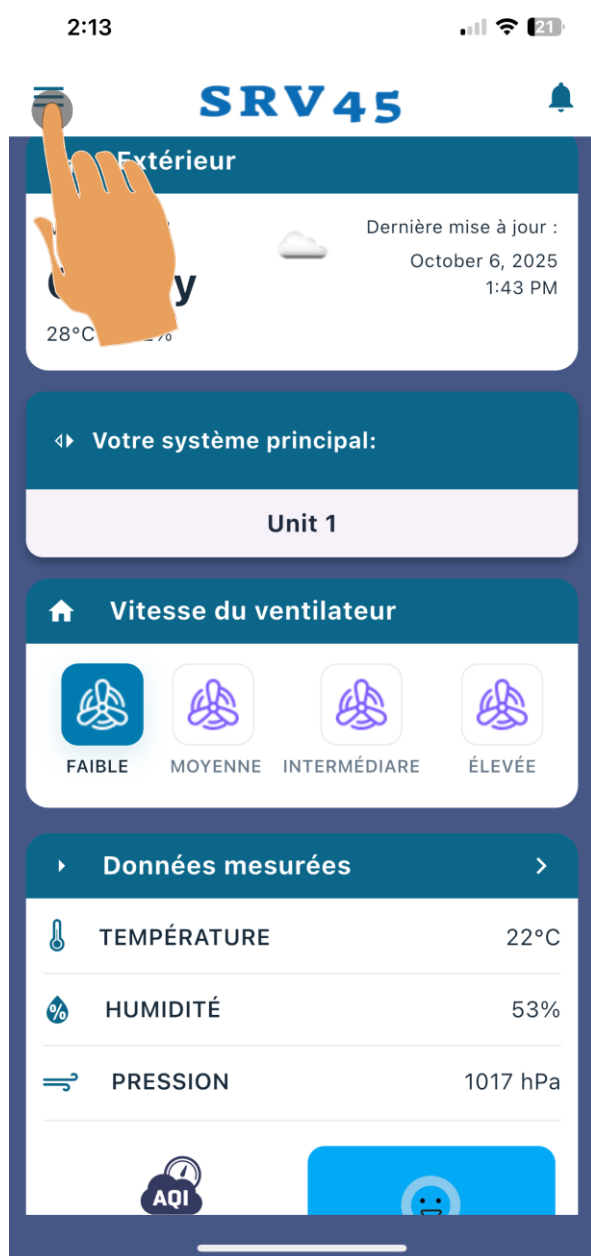 2:13
21
SRV45
Extérieur
Dernière mise à jour :
October 6, 2025
1:43 PM
28°C
Votre système principal:
Unit 1
Vitesse du ventilateur
FAIBLE MOYENNE INTERMÉDIARE ÉLEVÉE
Données mesurées
TEMPÉRATURE 22°C
% HUMIDITÉ 53%
PRESSION 1017 hPa
AQI